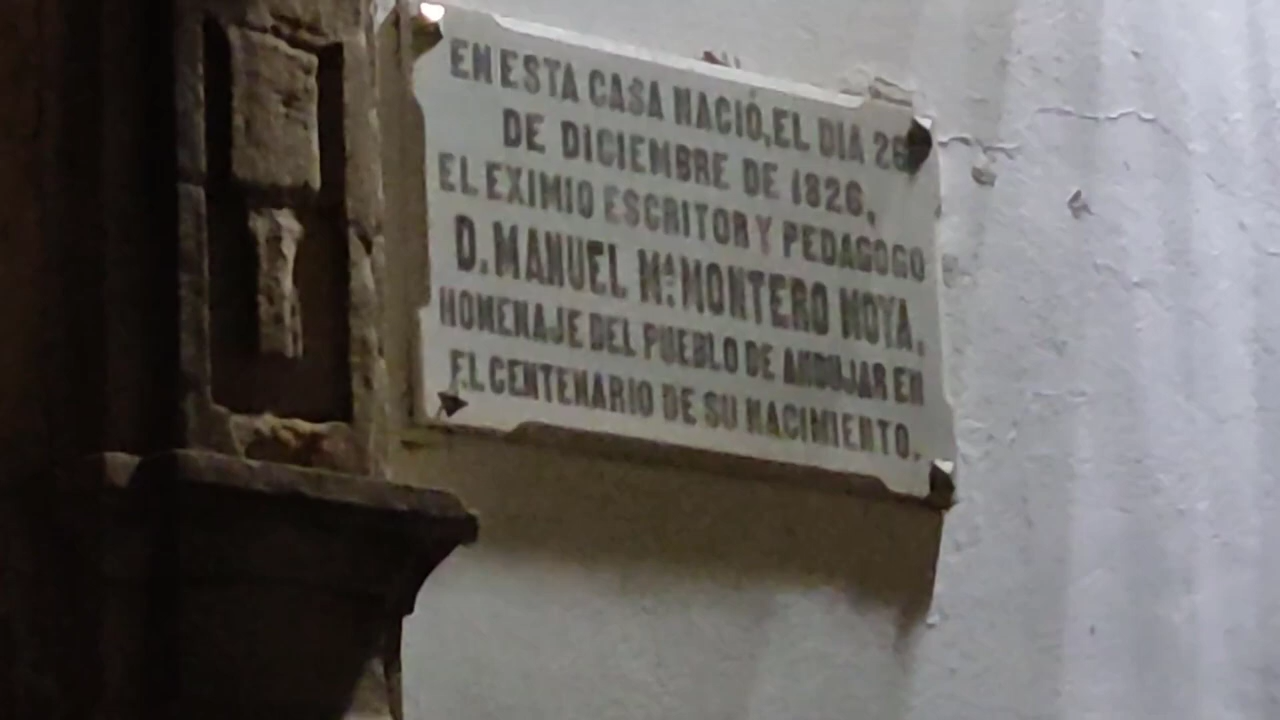 EN ESTA CASA NACIÓ, EL DIA 26
DE DICIEMBRE DE 1826,
EL EXIMIO ESCRITOR Y PEDAGOGO
D. MANUEL Mª MONTERO MOYA.
HOMENAJE DEL PUEBLO DE ANDUJAR EN
EL CENTENARIO DE SU NACIMIENTO.